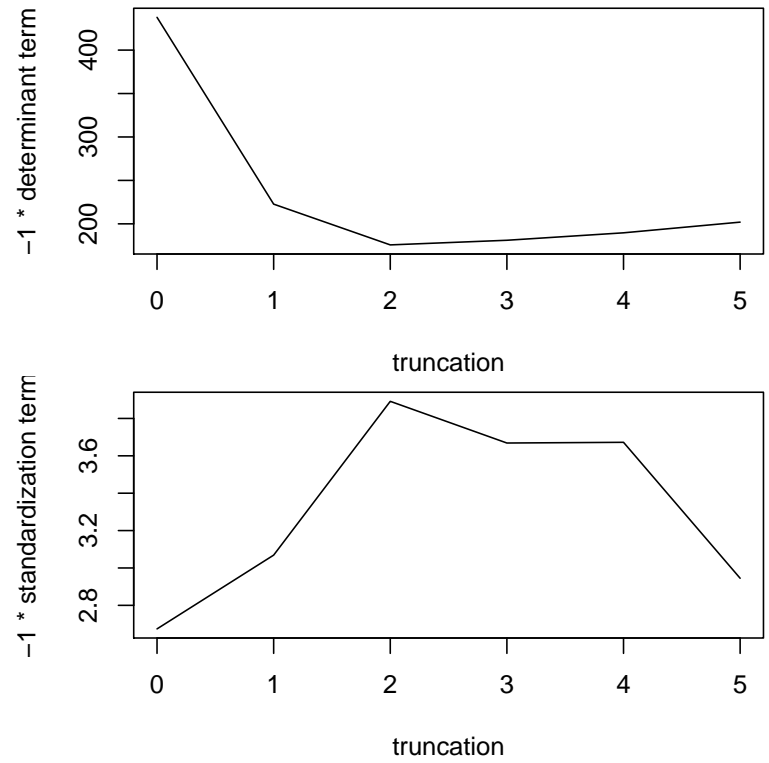 −1 * determinant term
400
300
200
0 1 2 3 4 5
truncation
−1 * standardization term
3.6
3.2
2.8
0 1 2 3 4 5
truncation